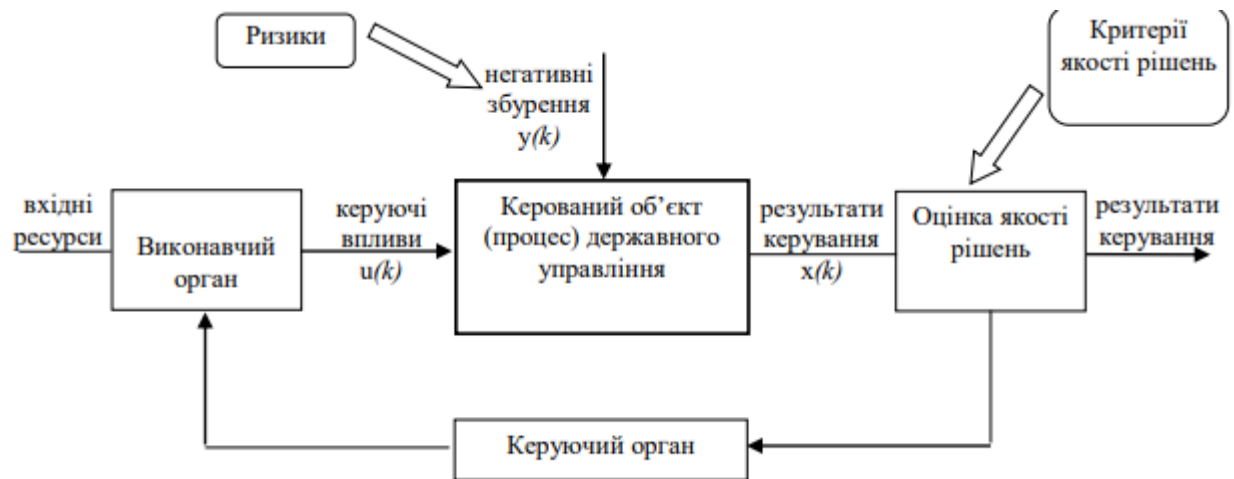 Ризики
Критерії
якості рішень
негативні
збурення
y(k)
вхідні
ресурси
Виконавчий
орган
керуючі
впливи
u(k)
Керований об’єкт
(процес) державного
управління
результати
керування
x(k)
Оцінка якості
рішень
результати
керування
Керуючий орган